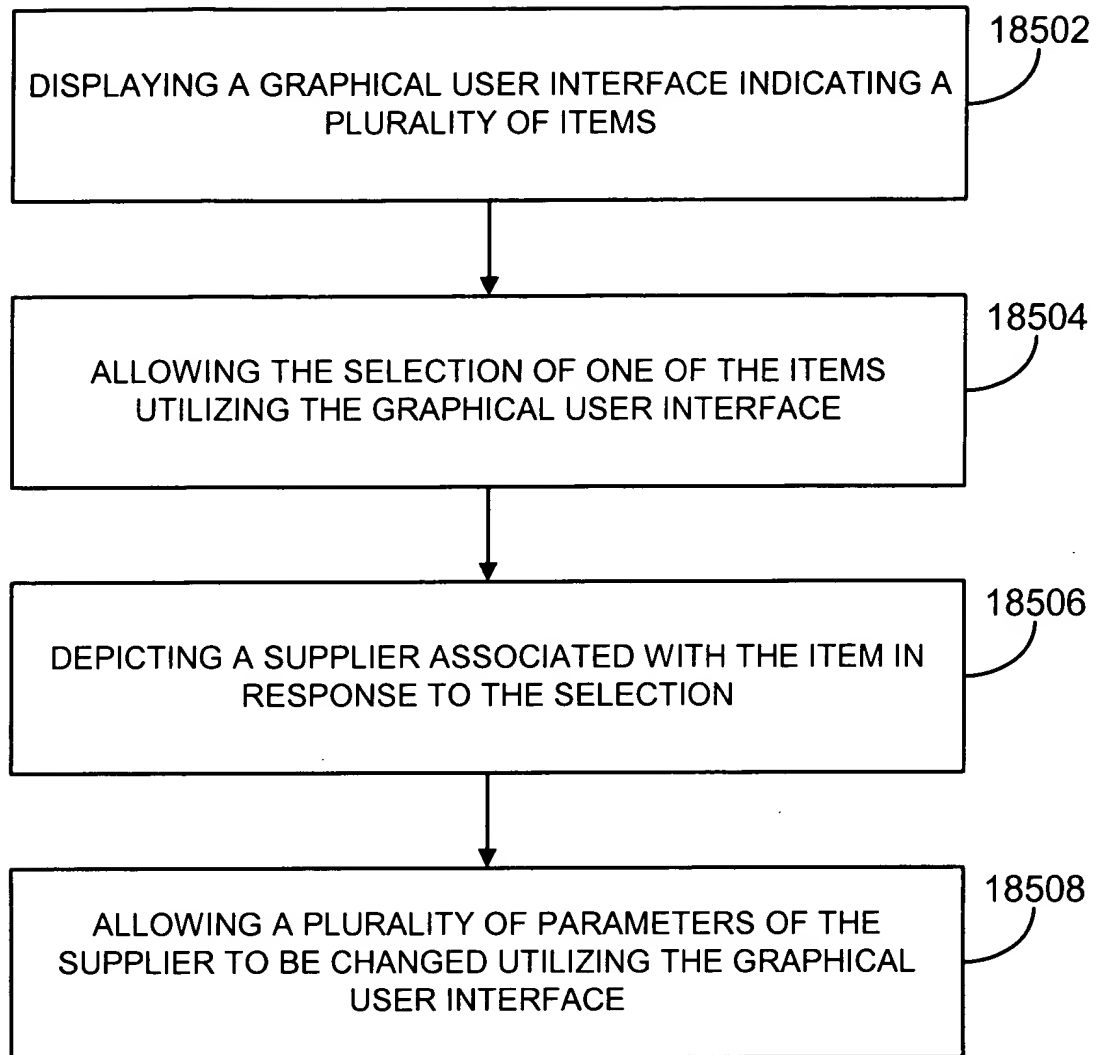 18502
DISPLAYING A GRAPHICAL USER INTERFACE INDICATING A
PLURALITY OF ITEMS
18504
ALLOWING THE SELECTION OF ONE OF THE ITEMS
UTILIZING THE GRAPHICAL USER INTERFACE
18506
DEPICTING A SUPPLIER ASSOCIATED WITH THE ITEM IN
RESPONSE TO THE SELECTION
18508
ALLOWING A PLURALITY OF PARAMETERS OF THE
SUPPLIER TO BE CHANGED UTILIZING THE GRAPHICAL
USER INTERFACE